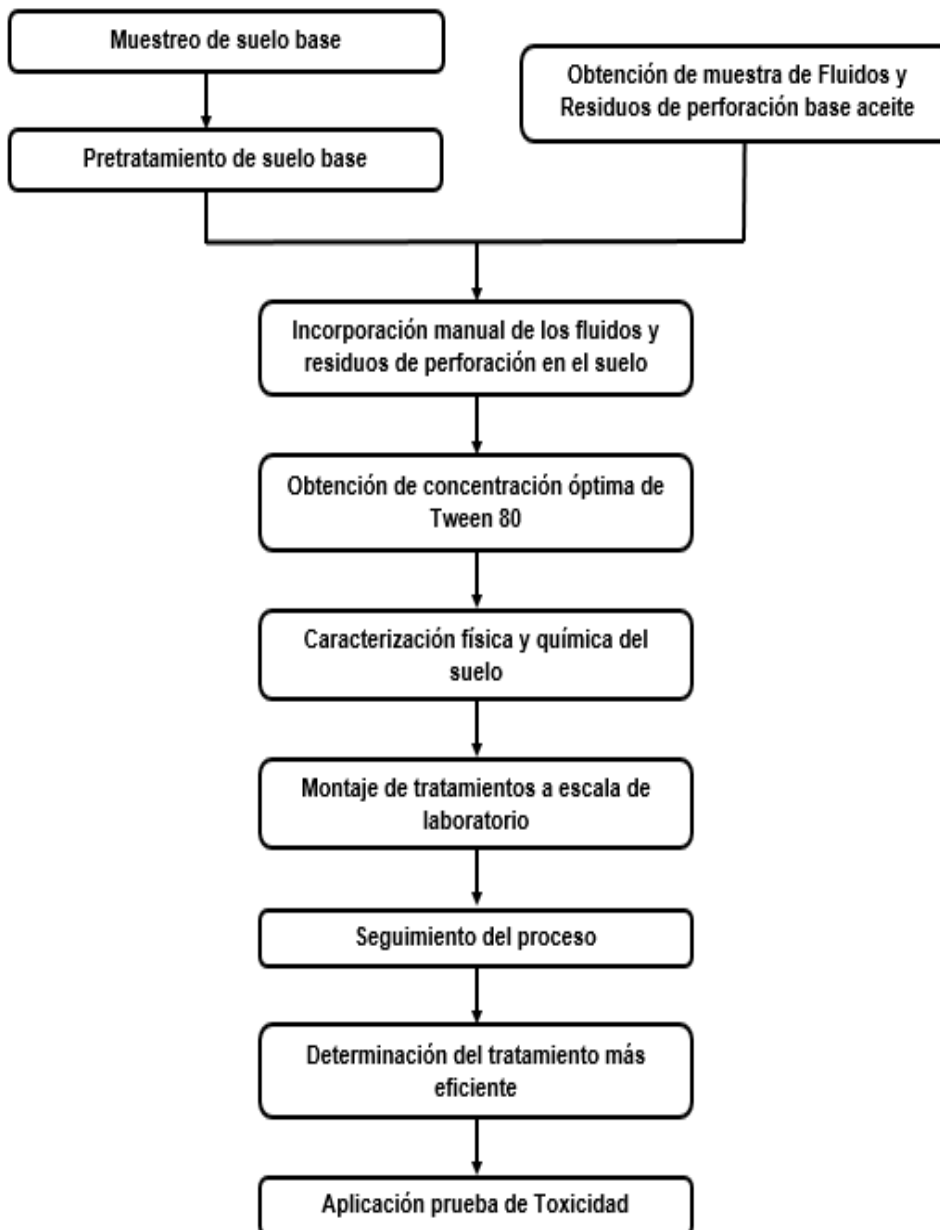 Muestreo de suelo base
Obtención de muestra de Fluidos y
Residuos de perforación base aceite
Pretratamiento de suelo base
Incorporación manual de los fluidos y
residuos de perforación en el suelo
Obtención de concentración óptima de
Tween 80
Caracterización física y química del
suelo
Montaje de tratamientos a escala de
laboratorio
Seguimiento del proceso
Determinación del tratamiento más
eficiente
Aplicación prueba de Toxicidad